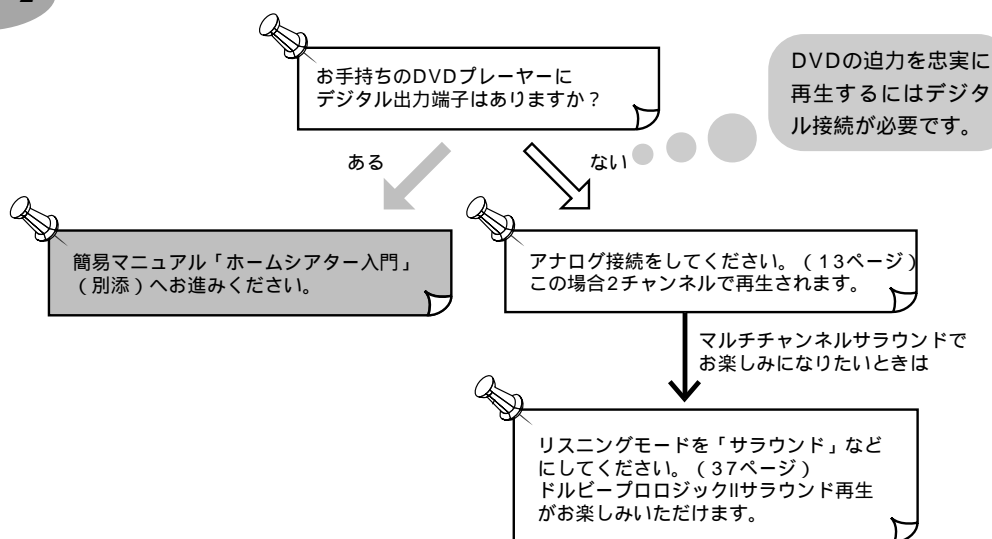 お手持ちのDVDプレーヤーに
デジタル出力端子はありますか？
DVDの迫力を忠実に
再生するにはデジタ
ル接続が必要です。
ある
ない
簡易マニュアル「ホームシアター入門」
（別添）へお進みください。
アナログ接続をしてください。（13ページ）
この場合2チャンネルで再生されます。
マルチチャンネルサラウンドで
お楽しみになりたいときは
リスニングモードを「サラウンド」など
にしてください。（37ページ）
ドルビープロロジックIIサラウンド再生
がお楽しみいただけます。